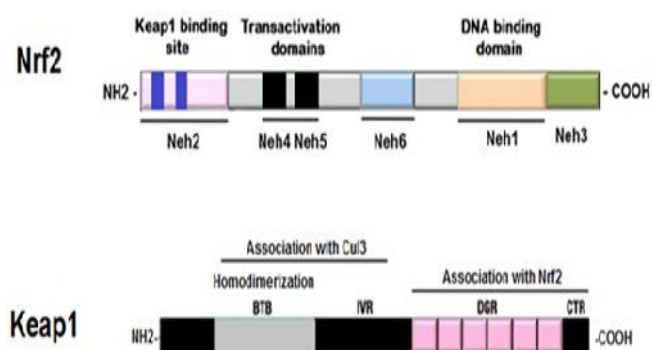 Keap1 binding site
Transactivation domains
DNA binding domain
Nrf2
NH2 -
- COOH
Neh2
Neh4 Neh5
Neh6
Neh1
Neh3
Association with Cul3
Homodimerization
Association with Nrf2
BTB
IVR
DGR
CTR
Keap1
NH2-
-COOH